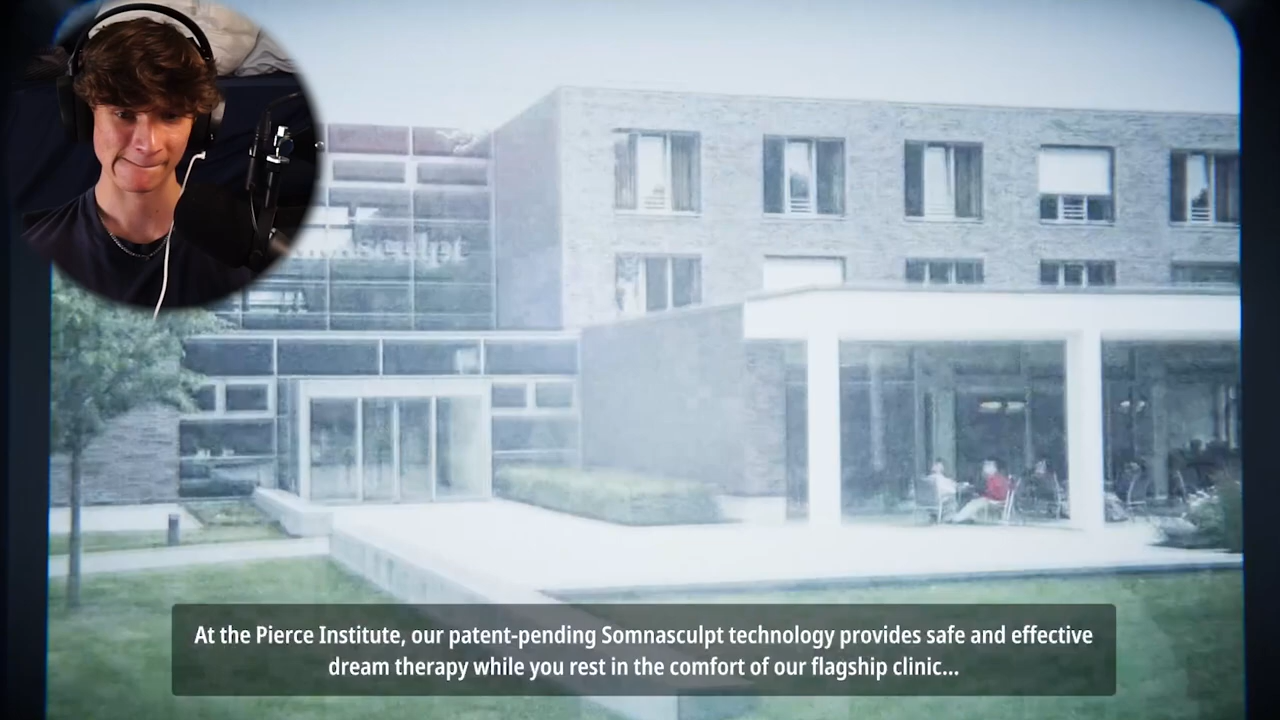 At the Pierce Institute, our patent-pending Somnasculpt technology provides safe and effective
dream therapy while you rest in the comfort of our flagship clinic...